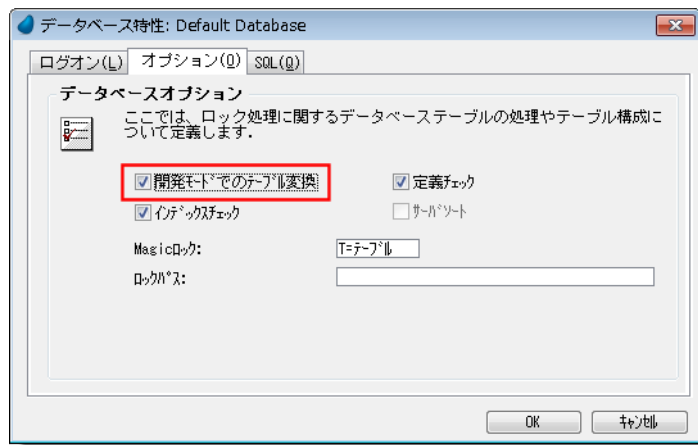 データベース特性: Default Database
ログオン(L) オプション(O) SQL(Q)
データベースオプション
ここでは、ロック処理に関するデータベーステーブルの処理やテーブル構成に
ついて定義します.
開発ﾓｰﾄﾞでのﾃｰﾌﾞﾙ変換 定義ﾁｪｯｸ
ｲﾝﾃﾞｯｸｽﾁｪｯｸ ｻｰﾊﾞｿｰﾄ
Magicﾛｯｸ: T=ﾃｰﾌﾞﾙ
ﾛｯｸﾊﾟｽ:
OK ｷｬﾝｾﾙ